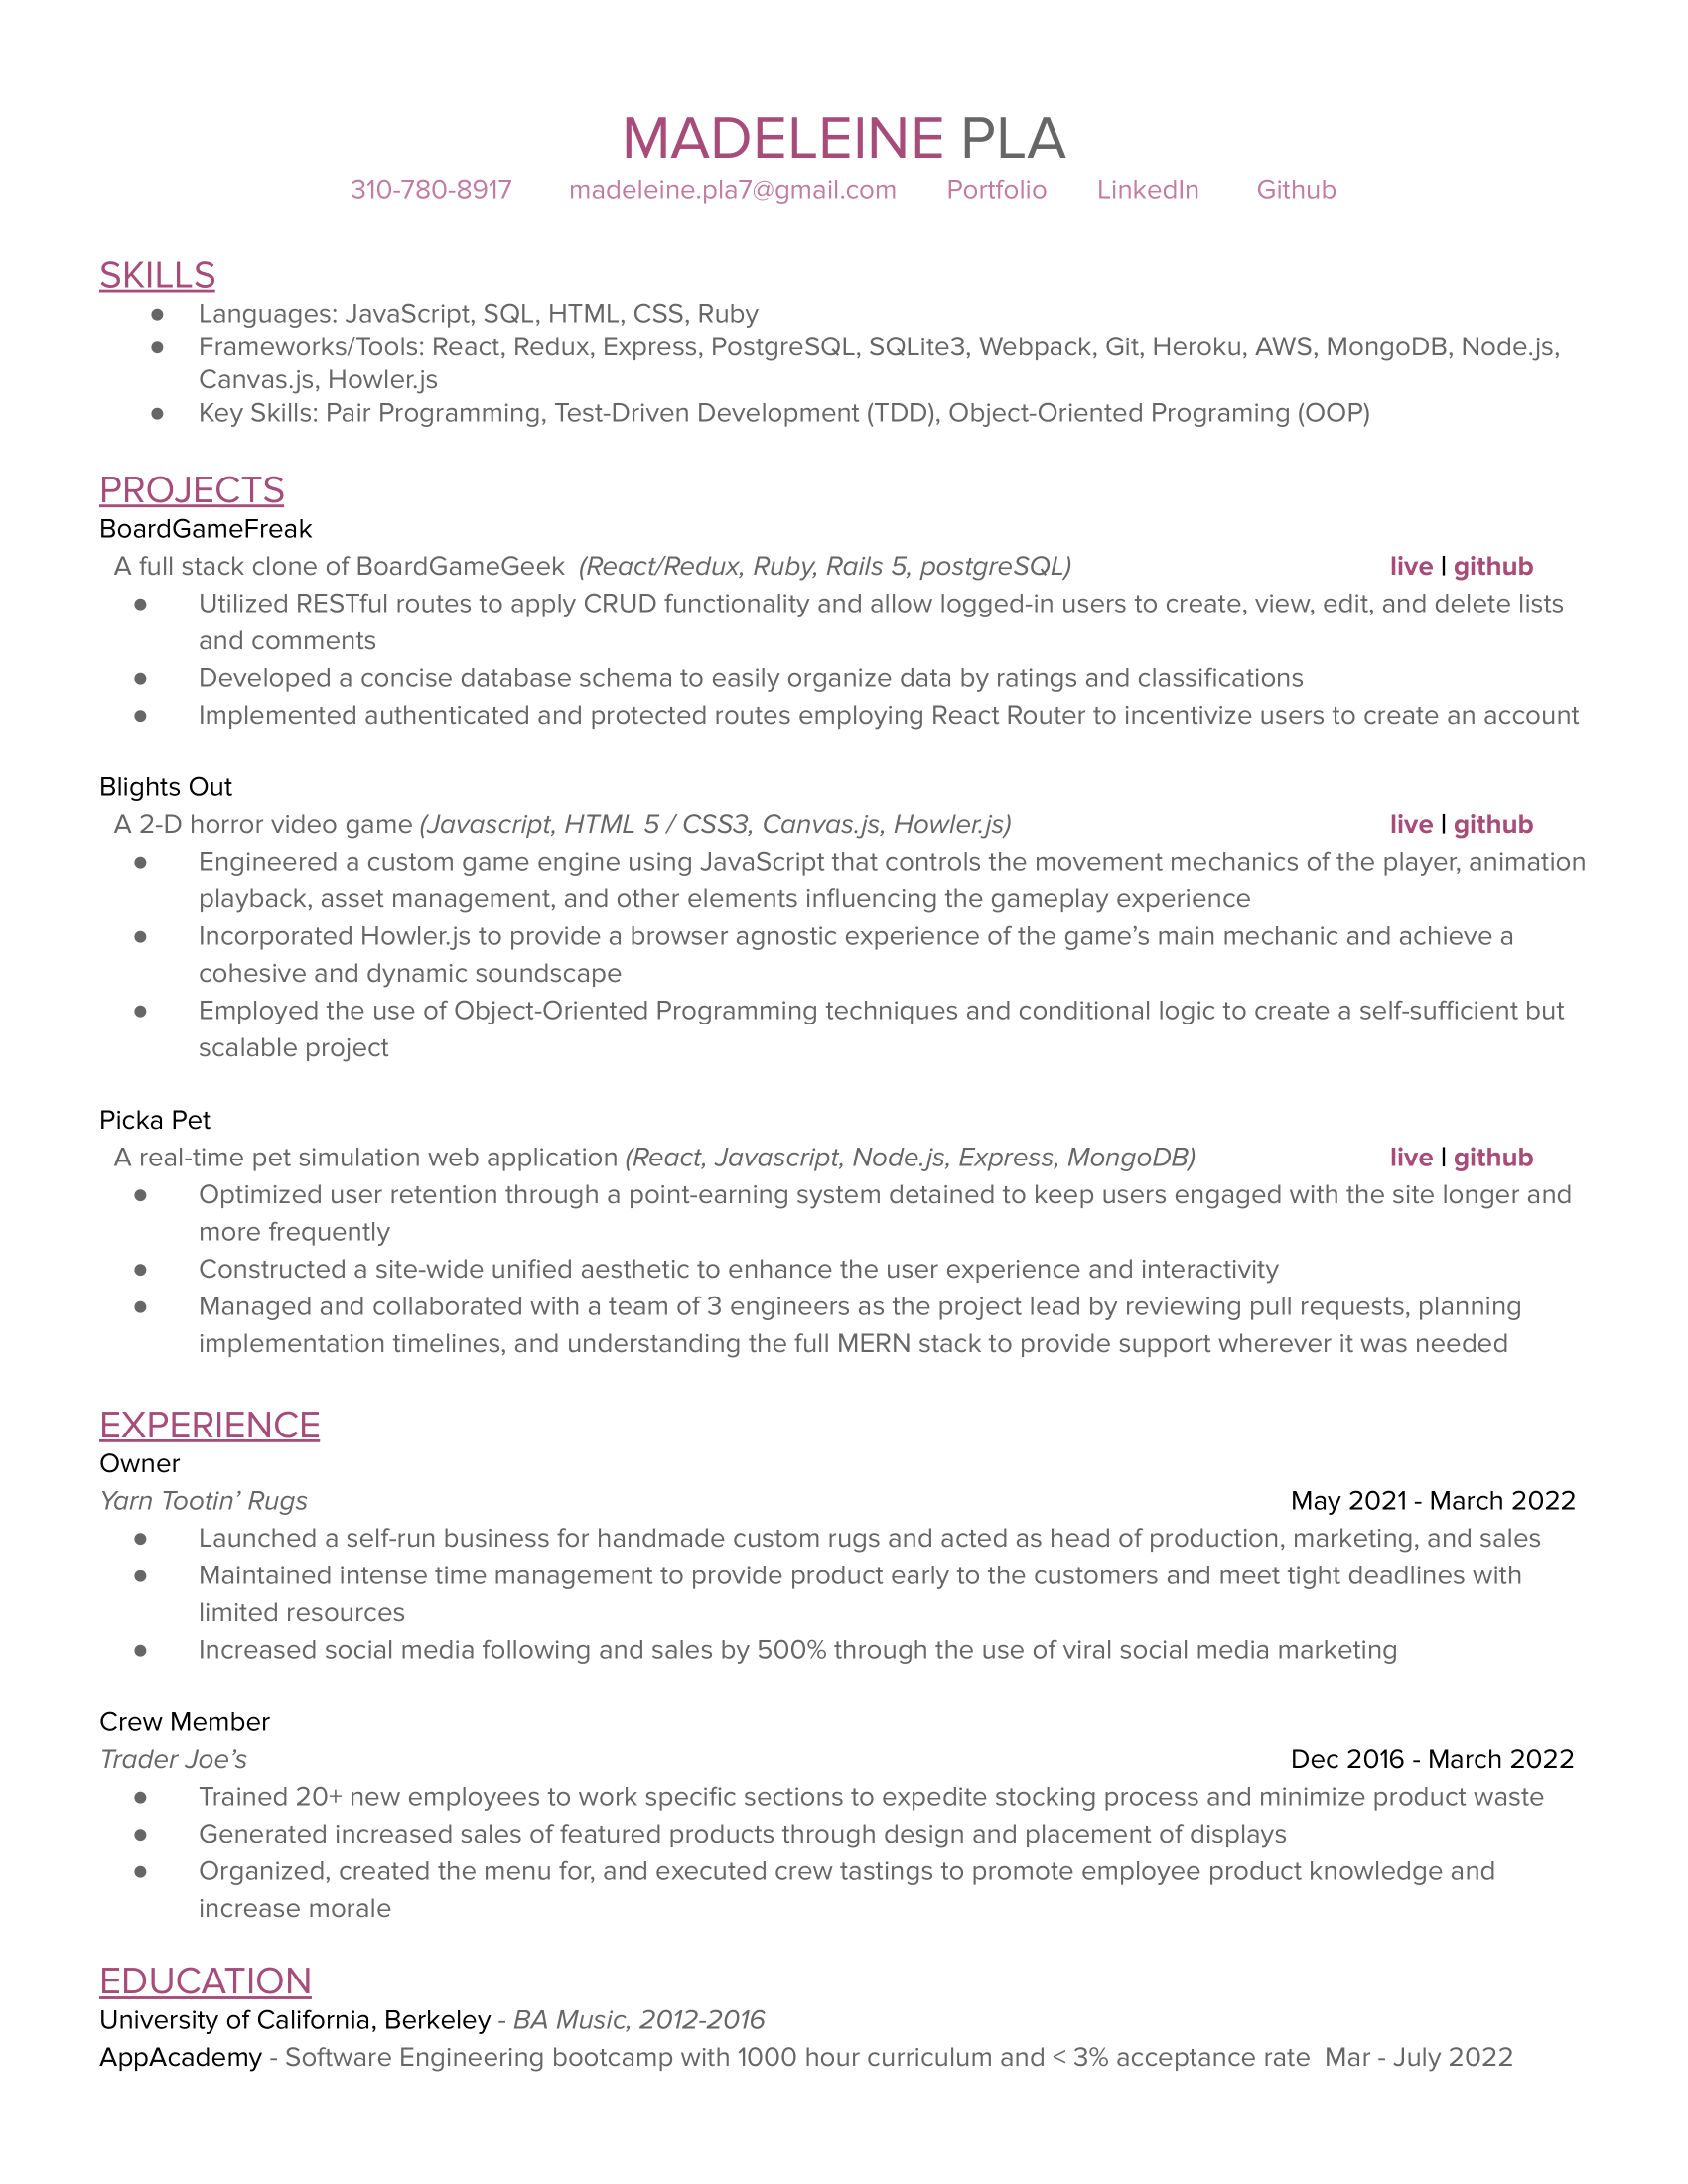 MADELEINE PLA
310-780-8917 madeleine.pla7@gmail.com Portfolio LinkedIn Github
SKILLS
● Languages: JavaScript, SQL, HTML, CSS, Ruby
● Frameworks/Tools: React, Redux, Express, PostgreSQL, SQLite3, Webpack, Git, Heroku, AWS, MongoDB, Node.js,
Canvas.js, Howler.js
● Key Skills: Pair Programming, Test-Driven Development (TDD), Object-Oriented Programing (OOP)
PROJECTS
BoardGameFreak
A full stack clone of BoardGameGeek (React/Redux, Ruby, Rails 5, postgreSQL) live | github
● Utilized RESTful routes to apply CRUD functionality and allow logged-in users to create, view, edit, and delete lists
and comments
● Developed a concise database schema to easily organize data by ratings and classifications
● Implemented authenticated and protected routes employing React Router to incentivize users to create an account
Blights Out
A 2-D horror video game (Javascript, HTML 5 / CSS3, Canvas.js, Howler.js) live | github
● Engineered a custom game engine using JavaScript that controls the movement mechanics of the player, animation
playback, asset management, and other elements influencing the gameplay experience
● Incorporated Howler.js to provide a browser agnostic experience of the game’s main mechanic and achieve a
cohesive and dynamic soundscape
● Employed the use of Object-Oriented Programming techniques and conditional logic to create a self-sufficient but
scalable project
Picka Pet
A real-time pet simulation web application (React, Javascript, Node.js, Express, MongoDB) live | github
● Optimized user retention through a point-earning system detained to keep users engaged with the site longer and
more frequently
● Constructed a site-wide unified aesthetic to enhance the user experience and interactivity
● Managed and collaborated with a team of 3 engineers as the project lead by reviewing pull requests, planning
implementation timelines, and understanding the full MERN stack to provide support wherever it was needed
EXPERIENCE
Owner
Yarn Tootin’ Rugs May 2021 - March 2022
● Launched a self-run business for handmade custom rugs and acted as head of production, marketing, and sales
● Maintained intense time management to provide product early to the customers and meet tight deadlines with
limited resources
● Increased social media following and sales by 500% through the use of viral social media marketing
Crew Member
Trader Joe’s Dec 2016 - March 2022
● Trained 20+ new employees to work specific sections to expedite stocking process and minimize product waste
● Generated increased sales of featured products through design and placement of displays
● Organized, created the menu for, and executed crew tastings to promote employee product knowledge and
increase morale
EDUCATION
University of California, Berkeley - BA Music, 2012-2016
AppAcademy - Software Engineering bootcamp with 1000 hour curriculum and < 3% acceptance rate Mar - July 2022